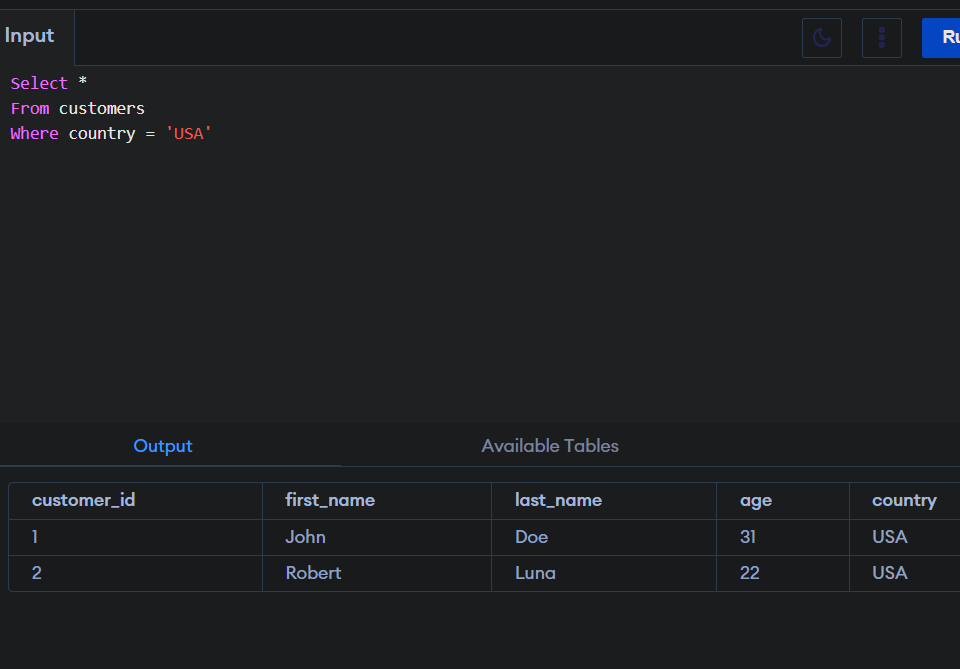 Input
Ru
Select *
From customers
Where country = 'USA'
Output Available Tables
customer_id first_name last_name age country
1 John Doe 31 USA
2 Robert Luna 22 USA